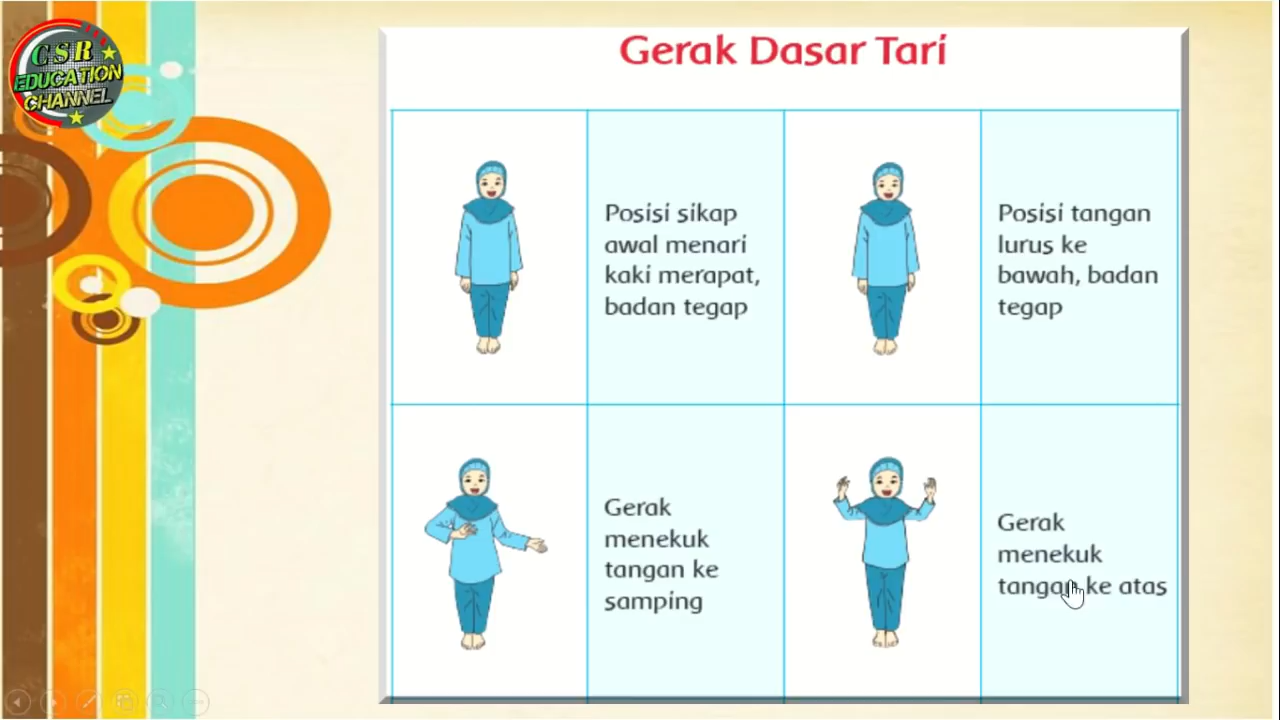 CSR
EDUCATION
CHANNEL
Gerak Dasar Tari
Posisi sikap
awal menari
kaki merapat,
badan tegap
Posisi tangan
lurus ke
bawah, badan
tegap
Gerak
menekuk
tangan ke
samping
Gerak
menekuk
tangan ke atas